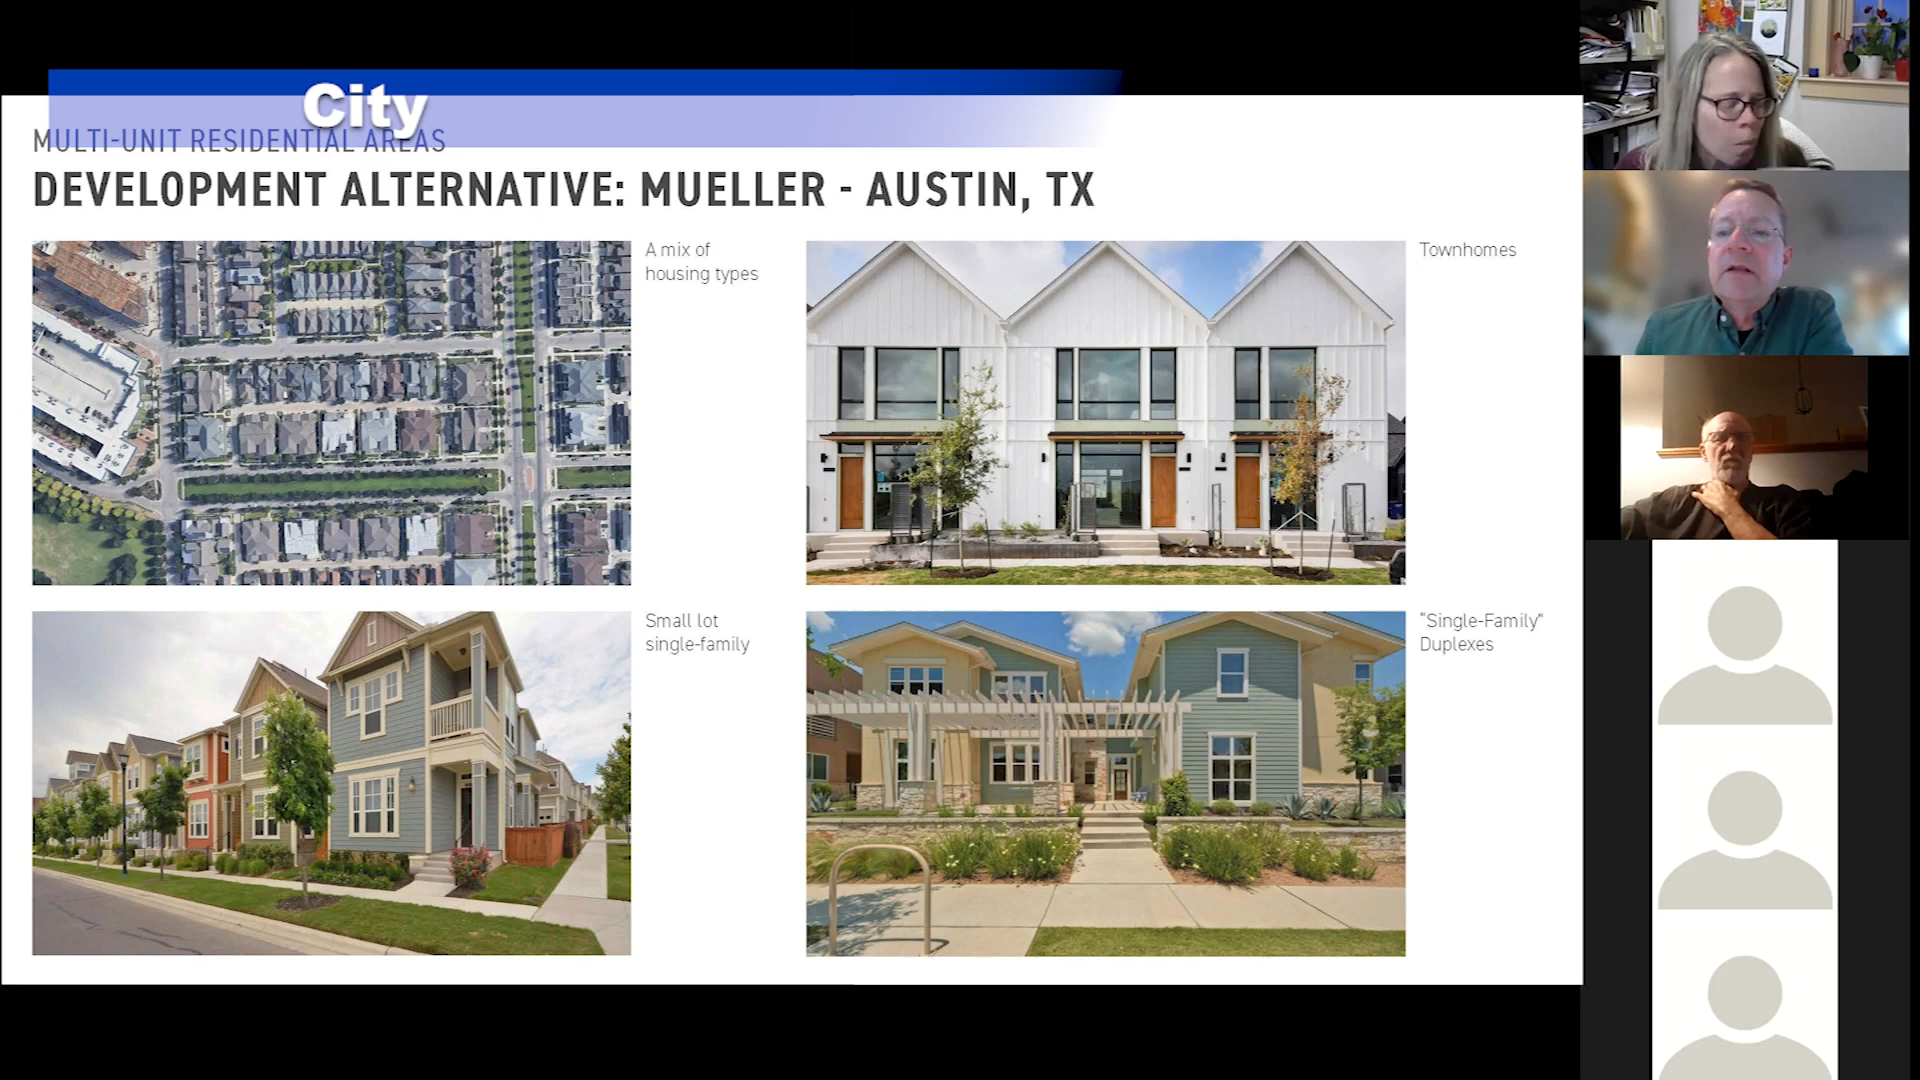 City
MULTI-UNIT RESIDENTIAL AREAS
DEVELOPMENT ALTERNATIVE: MUELLER - AUSTIN, TX
A mix of
housing types
Townhomes
Small lot
single-family
"Single-Family"
Duplexes